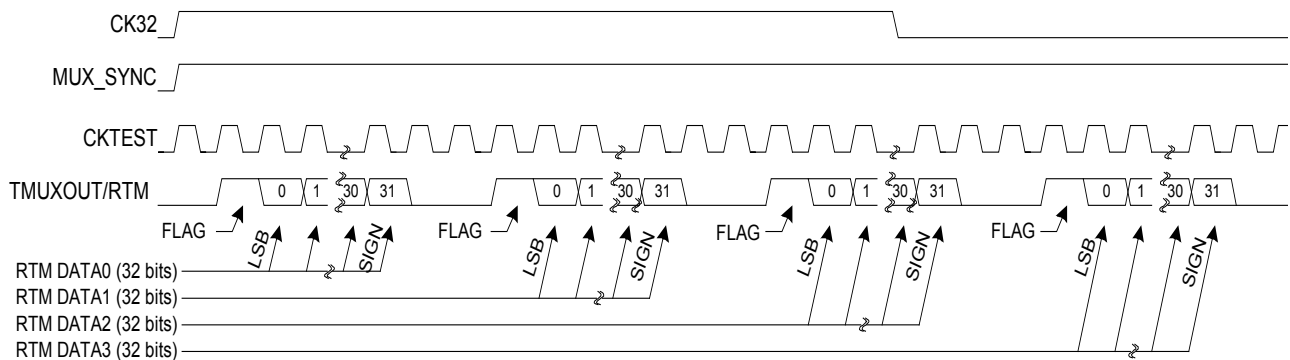 CK32
MUX_SYNC
CKTEST
TMUXOUT/RTM
0 1 30 31 0 1 30 31 0 1 30 31 0 1 30 31
FLAG FLAG FLAG FLAG
LSB SIGN LSB SIGN LSB SIGN LSB SIGN
RTM DATA0 (32 bits)
RTM DATA1 (32 bits)
RTM DATA2 (32 bits)
RTM DATA3 (32 bits)